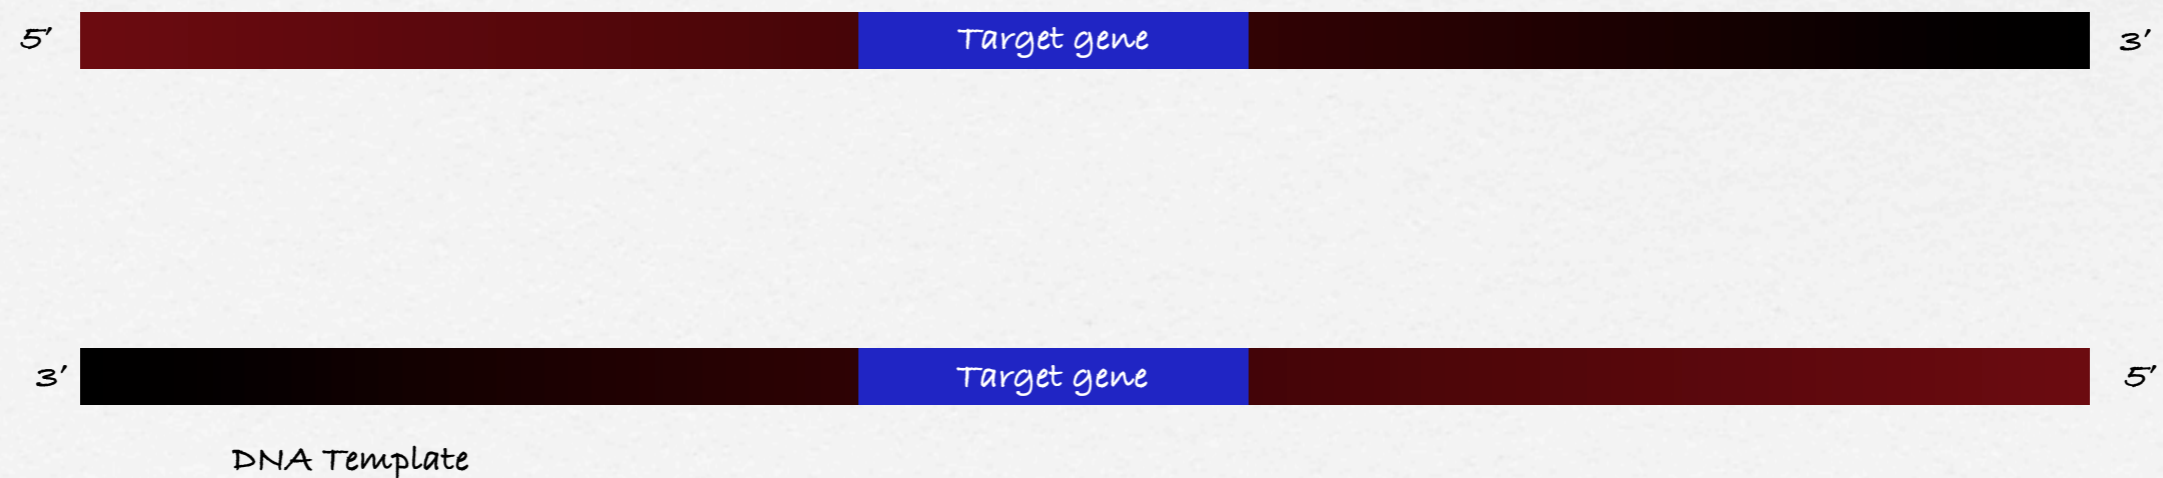 5' Target gene 3'
3' Target gene 5'
DNA Template